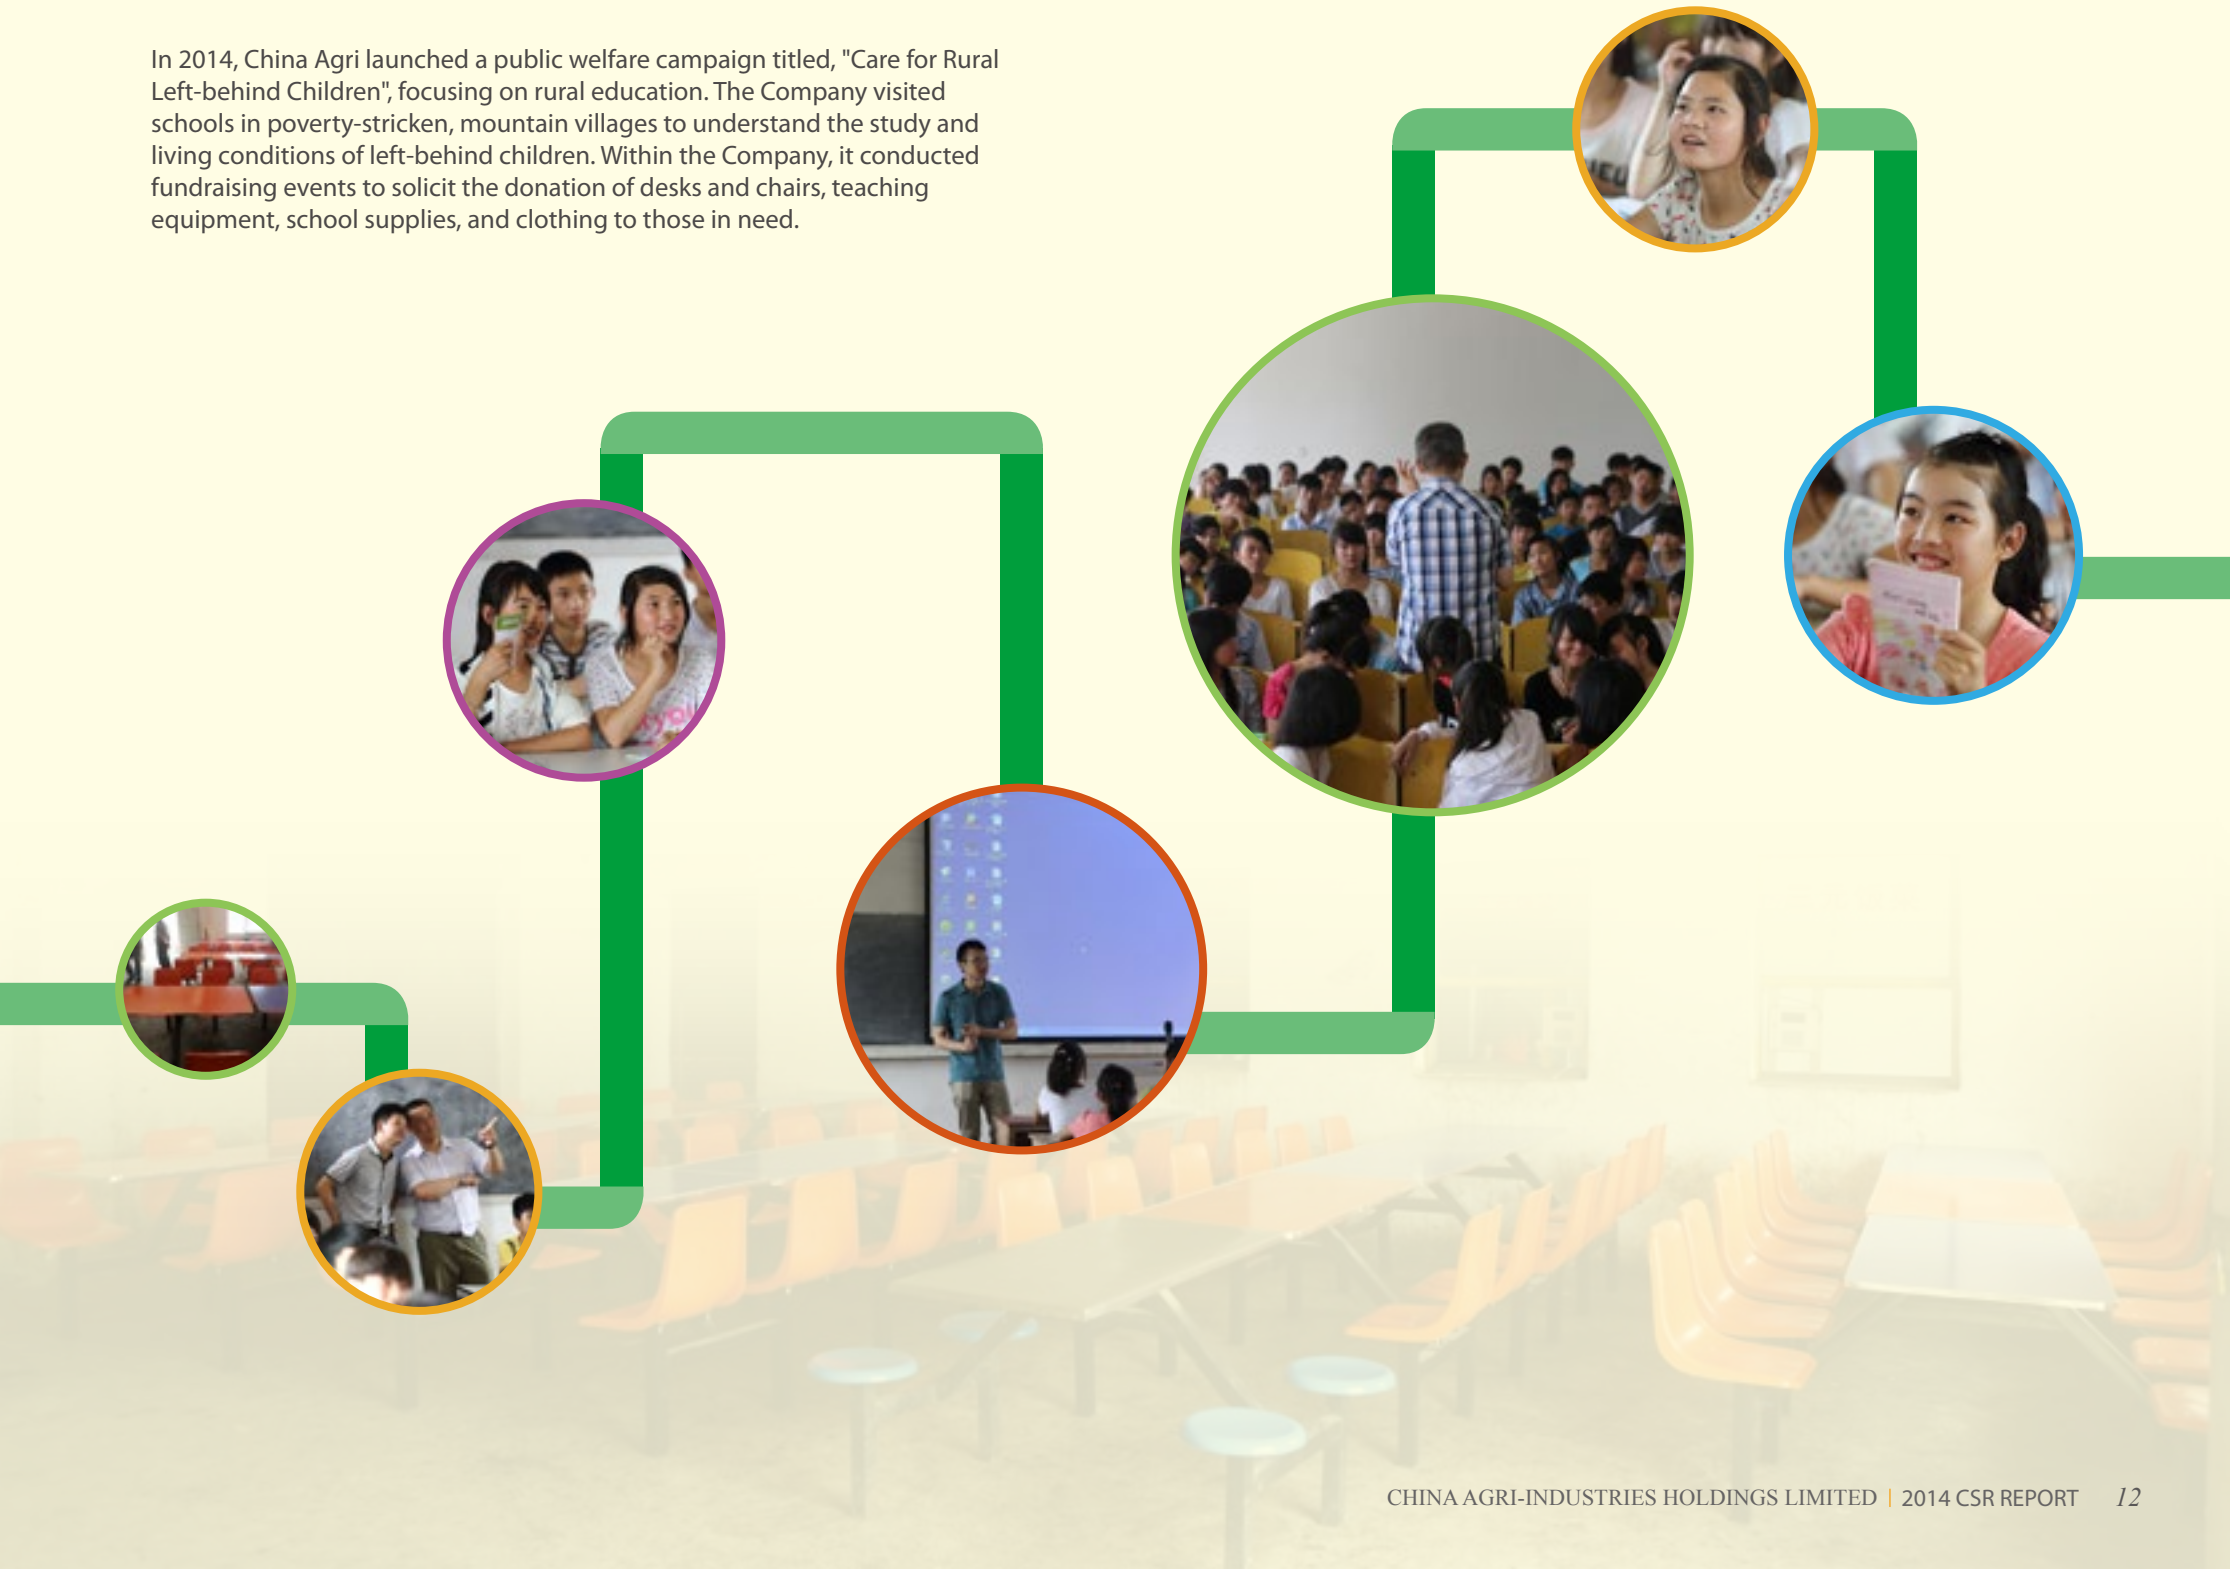 In 2014, China Agri launched a public welfare campaign titled, "Care for Rural
Left-behind Children", focusing on rural education. The Company visited
schools in poverty-stricken, mountain villages to understand the study and
living conditions of left-behind children. Within the Company, it conducted
fundraising events to solicit the donation of desks and chairs, teaching
equipment, school supplies, and clothing to those in need.
CHINA AGRI-INDUSTRIES HOLDINGS LIMITED | 2014 CSR REPORT 12